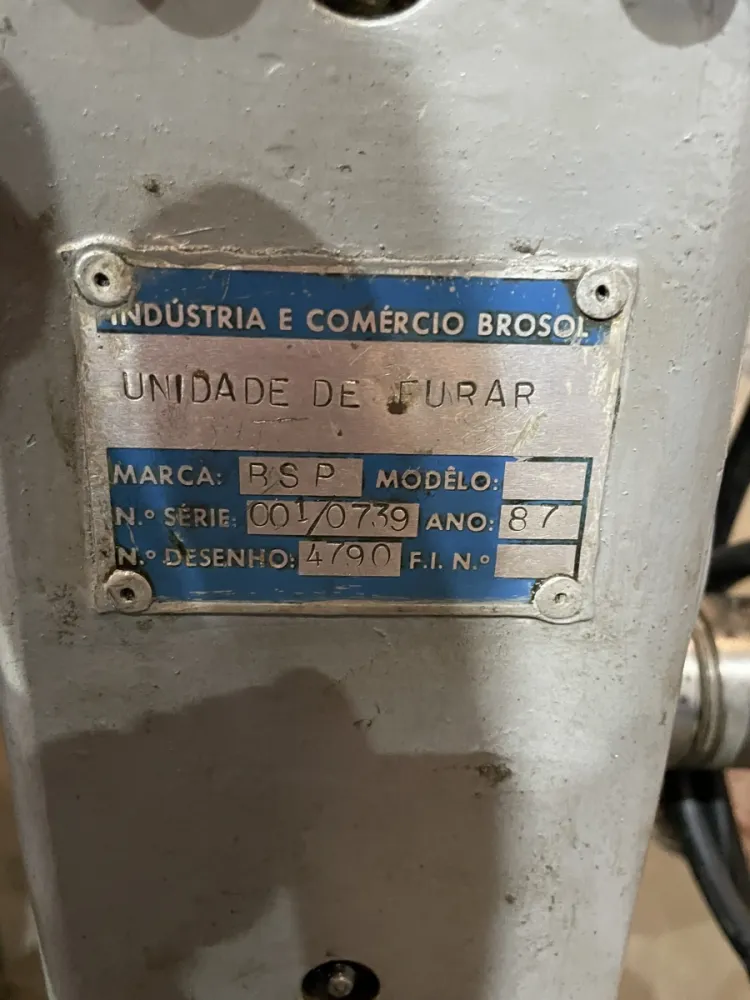 INDÚSTRIA E COMÉRCIO BROSOL
UNIDADE DE FURAR
MARCA: BSP MODÊLO:
N.º SÉRIE: 001/0739 ANO: 87
N.º DESENHO: 4790 F.I. N.º